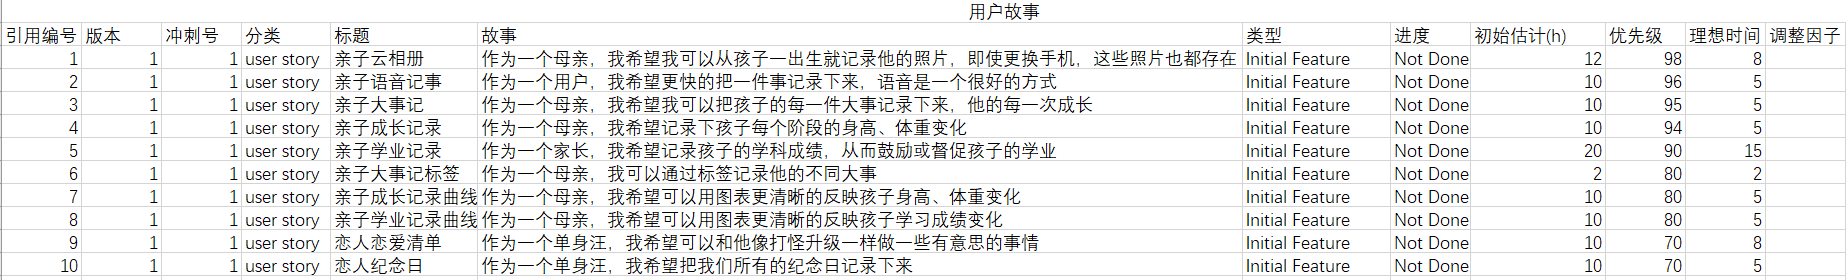 用户故事
引用编号 版本 冲刺号 分类 标题 故事 类型 进度 初始估计(h) 优先级 理想时间 调整因子
1 1 1 user story 亲子云相册 作为一个母亲，我希望我可以从孩子一出生就记录他的照片，即使更换手机，这些照片也都存在 Initial Feature Not Done 12 98 8
2 1 1 user story 亲子语音记事 作为一个用户，我希望更快的把一件事记录下来，语音是一个很好的方式 Initial Feature Not Done 10 96 5
3 1 1 user story 亲子大事记 作为一个母亲，我希望我可以把孩子的每一件大事记录下来，他的每一次成长 Initial Feature Not Done 10 95 5
4 1 1 user story 亲子成长记录 作为一个母亲，我希望记录下孩子每个阶段的身高、体重变化 Initial Feature Not Done 10 94 5
5 1 1 user story 亲子学业记录 作为一个家长，我希望记录孩子的学科成绩，从而鼓励或督促孩子的学业 Initial Feature Not Done 20 90 15
6 1 1 user story 亲子大事记标签 作为一个母亲，我可以通过标签记录他的不同大事 Initial Feature Not Done 2 80 2
7 1 1 user story 亲子成长记录曲线 作为一个母亲，我希望可以用图表更清晰的反映孩子身高、体重变化 Initial Feature Not Done 10 80 5
8 1 1 user story 亲子学业记录曲线 作为一个母亲，我希望可以用图表更清晰的反映孩子学习成绩变化 Initial Feature Not Done 10 80 5
9 1 1 user story 恋人恋爱清单 作为一个单身汪，我希望可以和他像打怪升级一样做一些有意思的事情 Initial Feature Not Done 10 70 8
10 1 1 user story 恋人纪念日 作为一个单身汪，我希望把我们所有的纪念日记录下来 Initial Feature Not Done 10 70 5